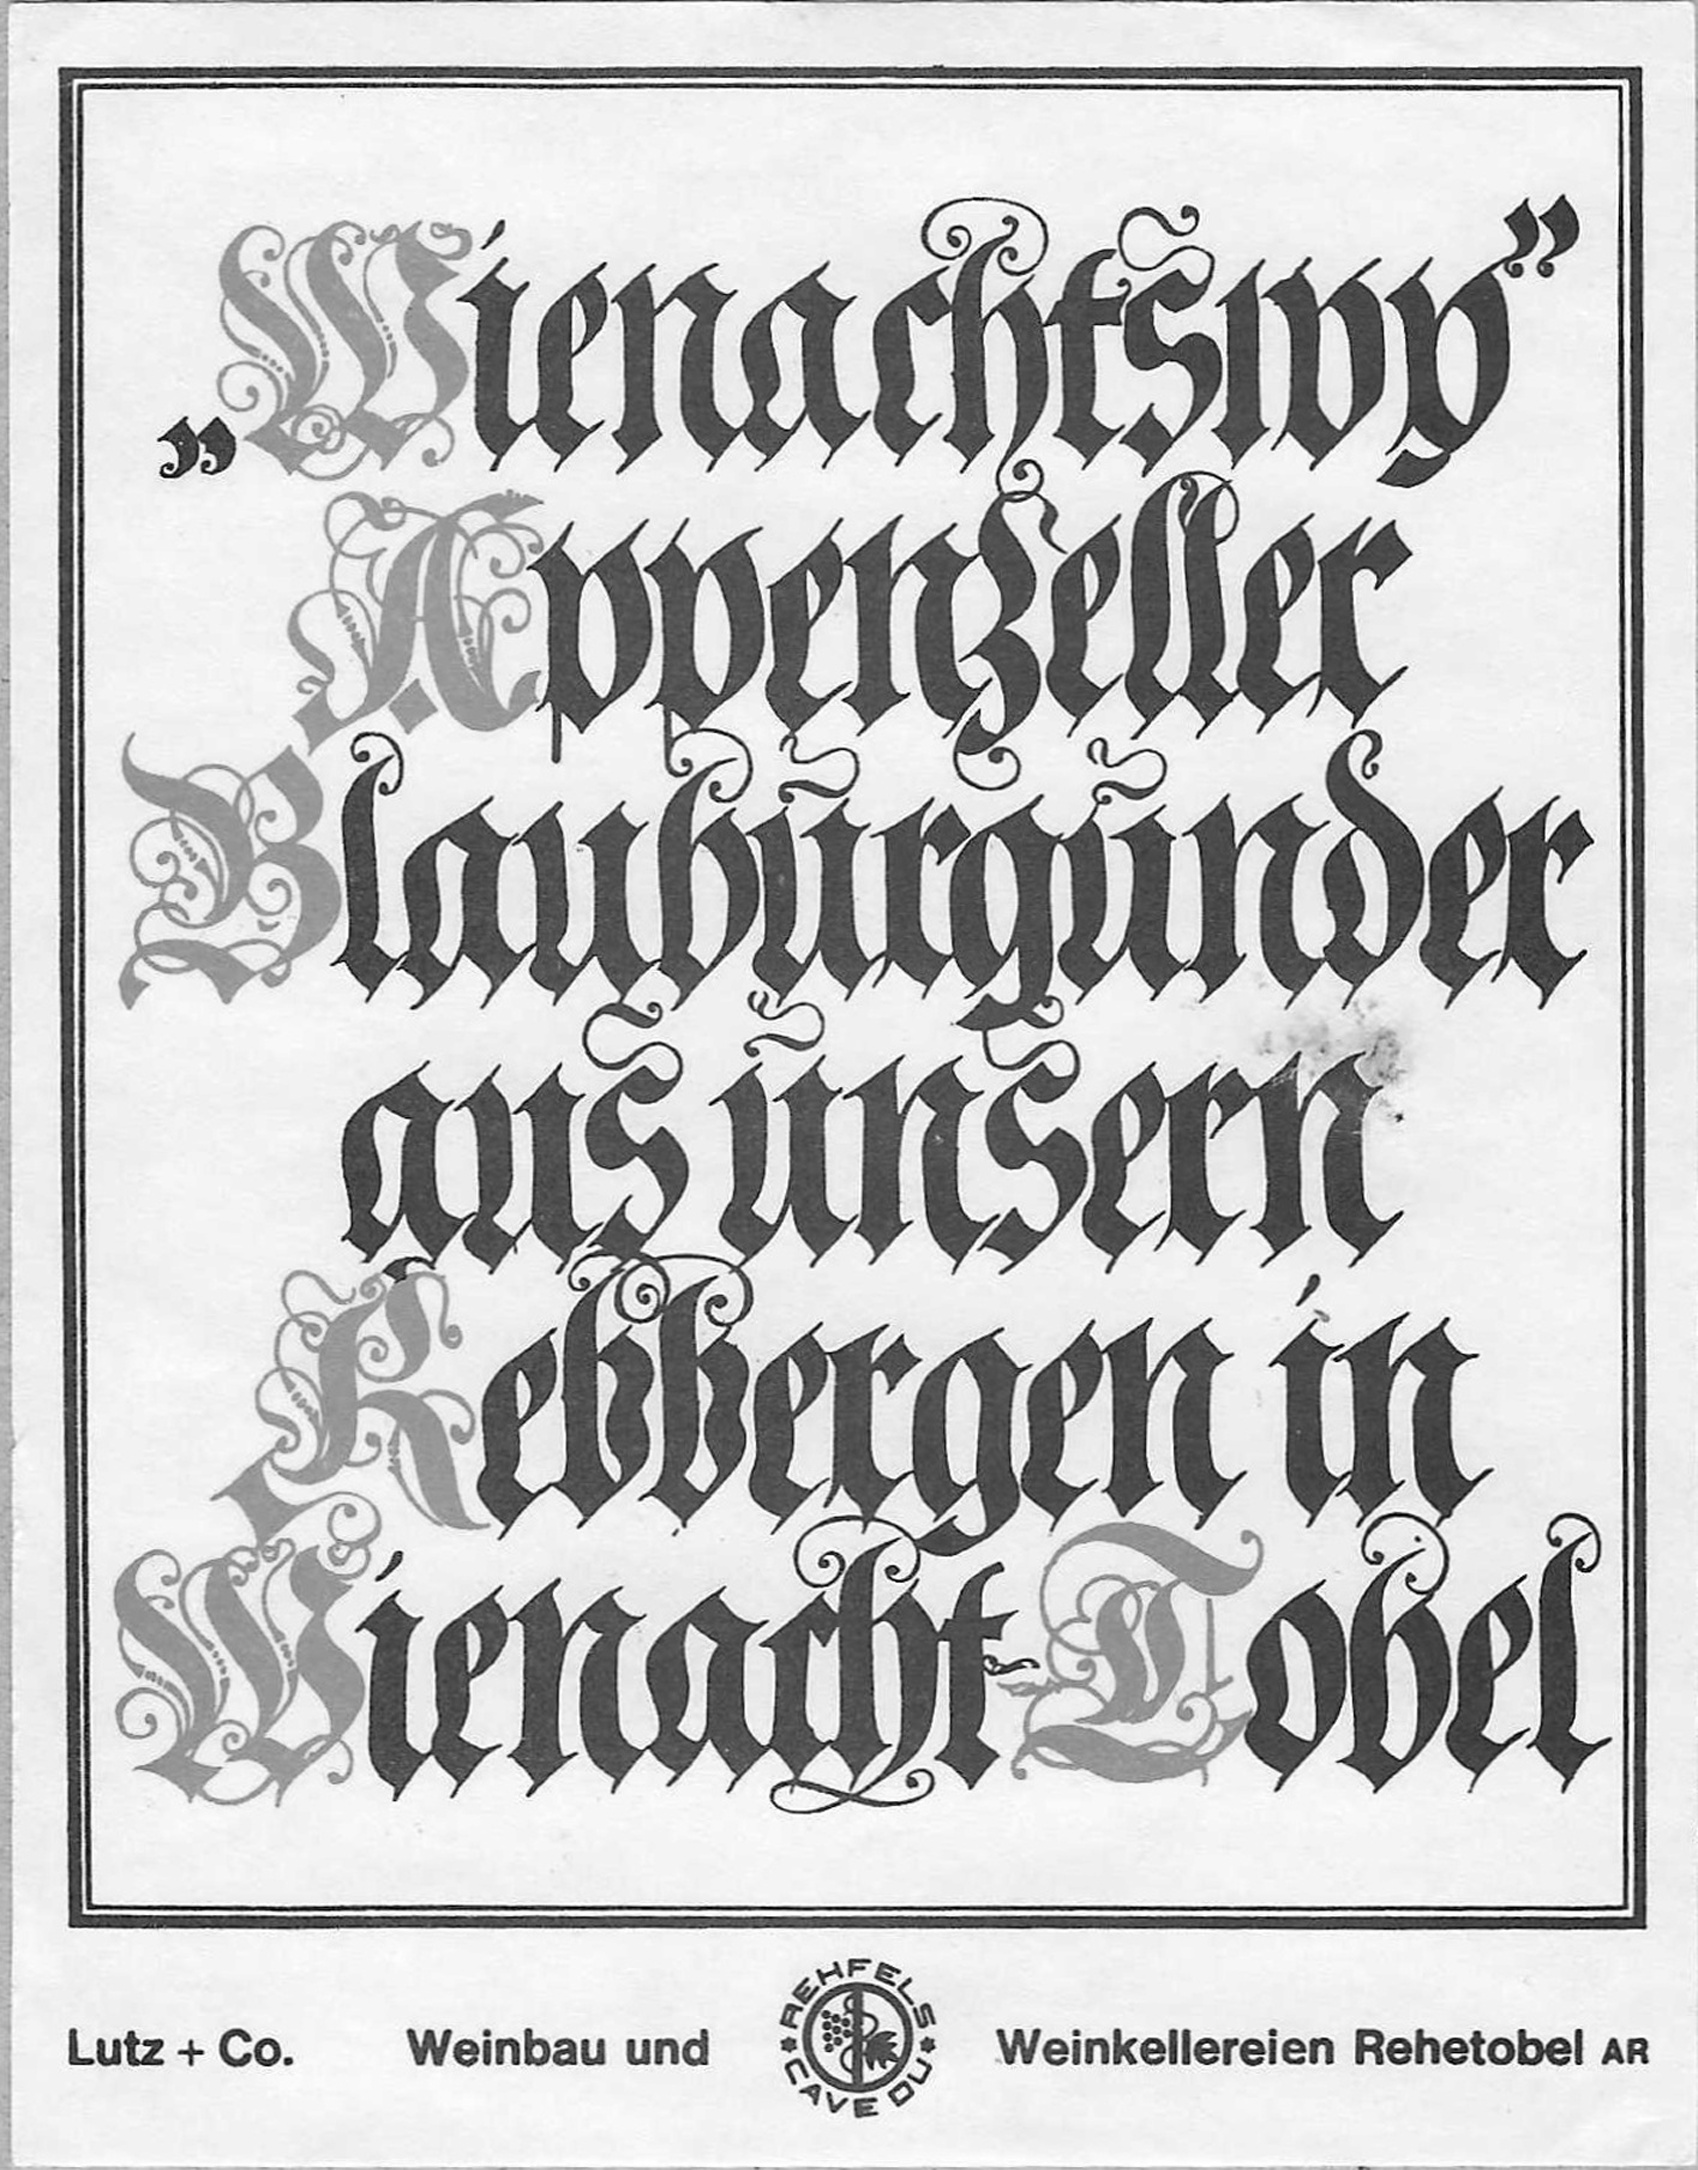 „Wienachtswy”
Appenzeller
Blauburgunder
aus unsern
Rebbergen in
Wienacht-Tobel
Lutz + Co. Weinbau und Weinkellereien Rehetobel AR
REHFELS
CAVE DU